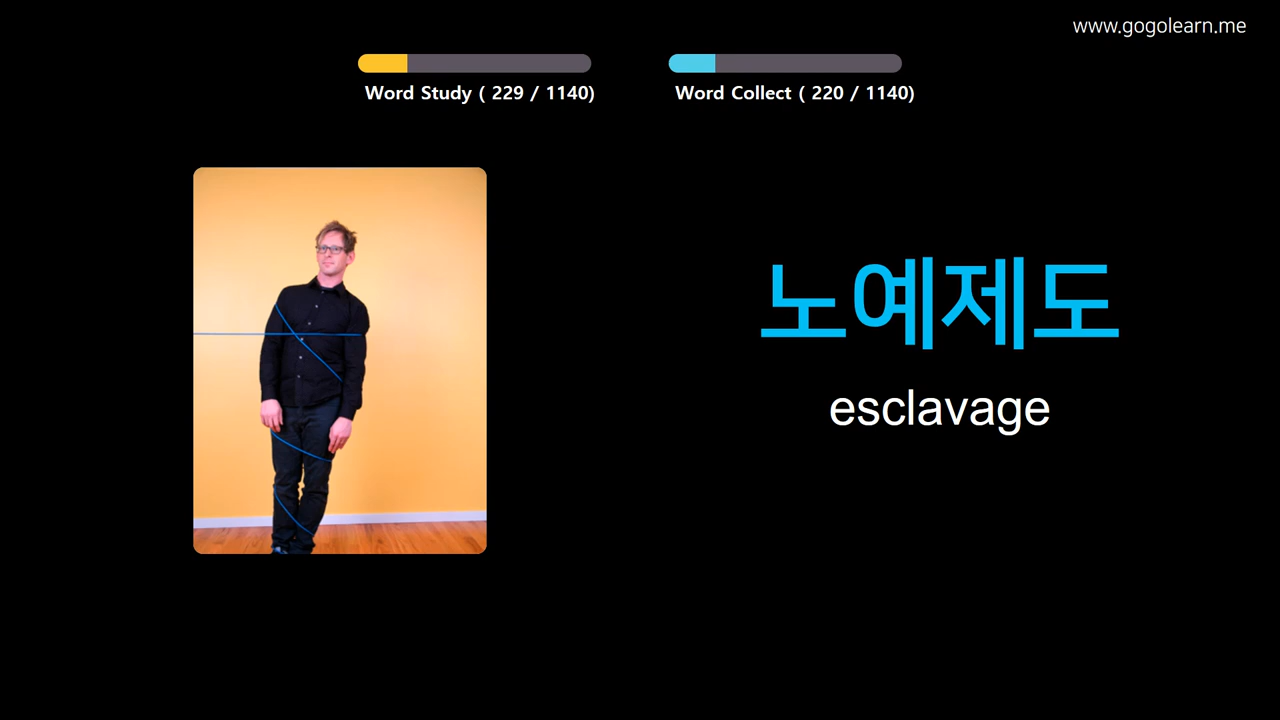 www.gogolearn.me
Word Study ( 229 / 1140)
Word Collect ( 220 / 1140)
노예제도
esclavage